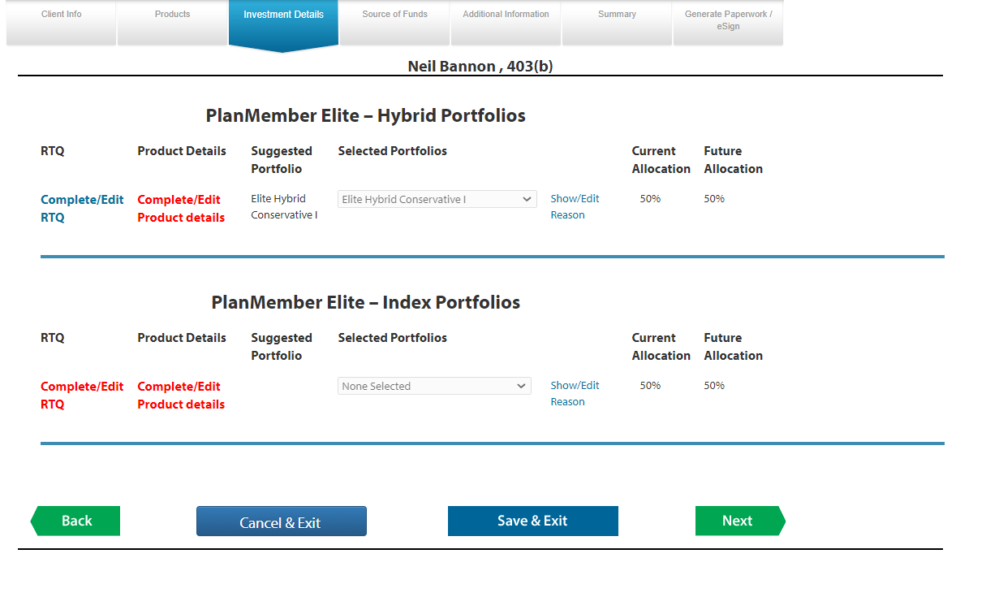 Client Info
Products
Investment Details
Source of Funds
Additional Information
Summary
Generate Paperwork /
eSign
Neil Bannon , 403(b)
PlanMember Elite – Hybrid Portfolios
RTQ Product Details Suggested Selected Portfolios Current Future
Portfolio Allocation Allocation
Complete/Edit Complete/Edit Elite Hybrid Elite Hybrid Conservative I Show/Edit 50% 50%
RTQ Product details Conservative I Reason
PlanMember Elite – Index Portfolios
RTQ Product Details Suggested Selected Portfolios Current Future
Portfolio Allocation Allocation
Complete/Edit Complete/Edit None Selected Show/Edit 50% 50%
RTQ Product details Reason
Back Cancel & Exit Save & Exit Next